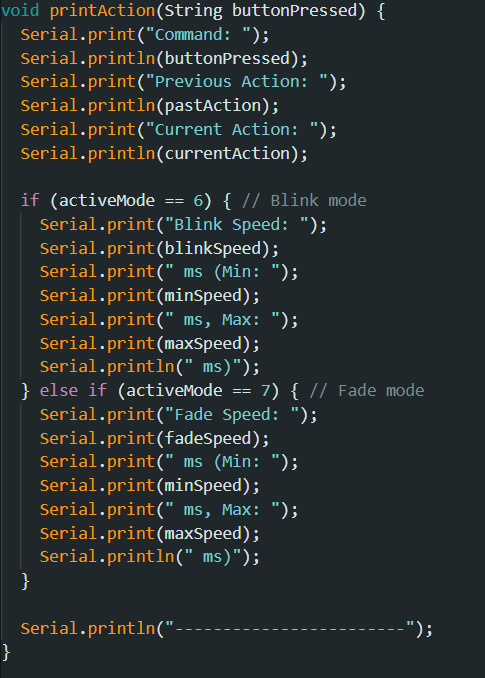 void printAction(String buttonPressed) {
  Serial.print("Command: ");
  Serial.println(buttonPressed);
  Serial.print("Previous Action: ");
  Serial.println(pastAction);
  Serial.print("Current Action: ");
  Serial.println(currentAction);

  if (activeMode == 6) { // Blink mode
    Serial.print("Blink Speed: ");
    Serial.print(blinkSpeed);
    Serial.print(" ms (Min: ");
    Serial.print(minSpeed);
    Serial.print(" ms, Max: ");
    Serial.print(maxSpeed);
    Serial.println(" ms)");
  } else if (activeMode == 7) { // Fade mode
    Serial.print("Fade Speed: ");
    Serial.print(fadeSpeed);
    Serial.print(" ms (Min: ");
    Serial.print(minSpeed);
    Serial.print(" ms, Max: ");
    Serial.print(maxSpeed);
    Serial.println(" ms)");
  }

  Serial.println("------------------------");
}